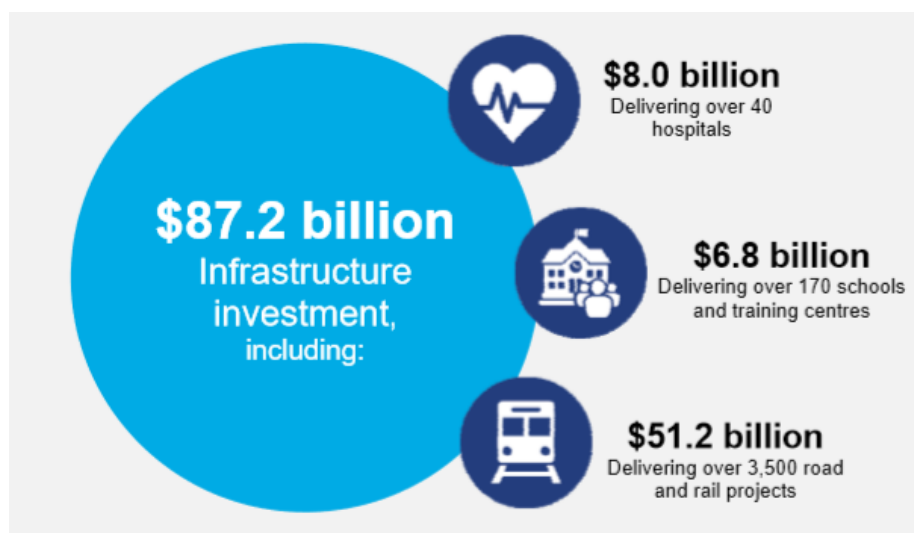 $87.2 billion
Infrastructure
investment,
including:
$8.0 billion
Delivering over 40
hospitals
$6.8 billion
Delivering over 170 schools
and training centres
$51.2 billion
Delivering over 3,500 road
and rail projects